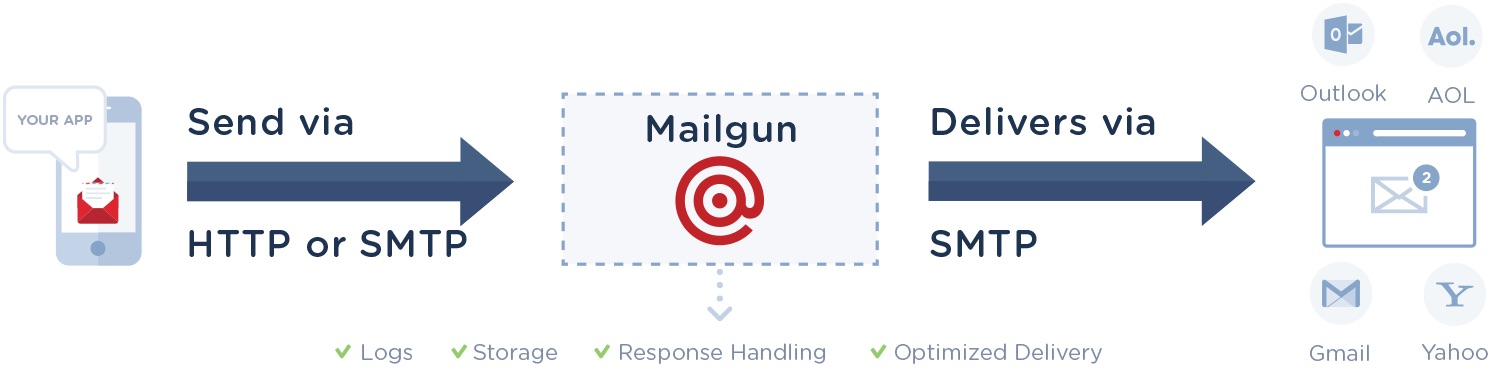 YOUR APP
Send via
HTTP or SMTP
Mailgun
Logs
Storage
Response Handling
Optimized Delivery
Delivers via
SMTP
O
Outlook
Aol.
AOL
2
Gmail
Y
Yahoo